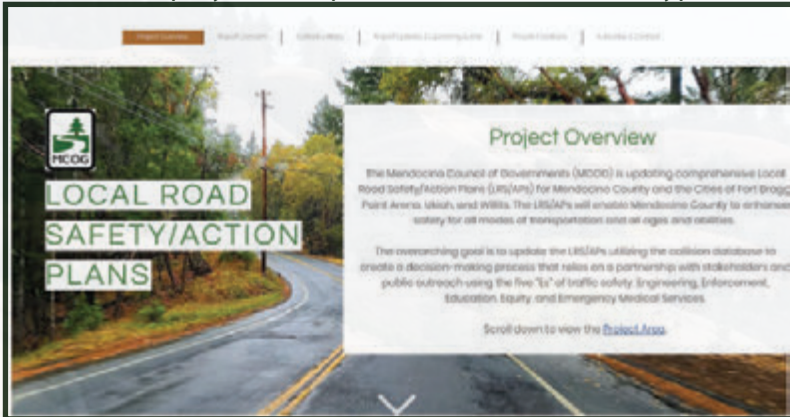 Project Overview
MCOG
LOCAL ROAD
SAFETY/ACTION
PLANS
Project Overview
The Mendocino Council of Governments (MCOG) is updating comprehensive Local
Road Safety/Action Plans (LRS/APs) for Mendocino County and the Cities of Fort Bragg,
Point Arena, Ukiah, and Willits. The LRS/APs will enable Mendocino County to enhance
safety for all modes of transportation and all ages and abilities.
The overarching goal is to update the LRS/APs utilizing the collision database to
create a decision-making process that relies on a partnership with stakeholders and
public outreach using the five "Es" of traffic safety: Engineering, Enforcement,
Education, Equity, and Emergency Medical Services.
Scroll down to view the Project Area.